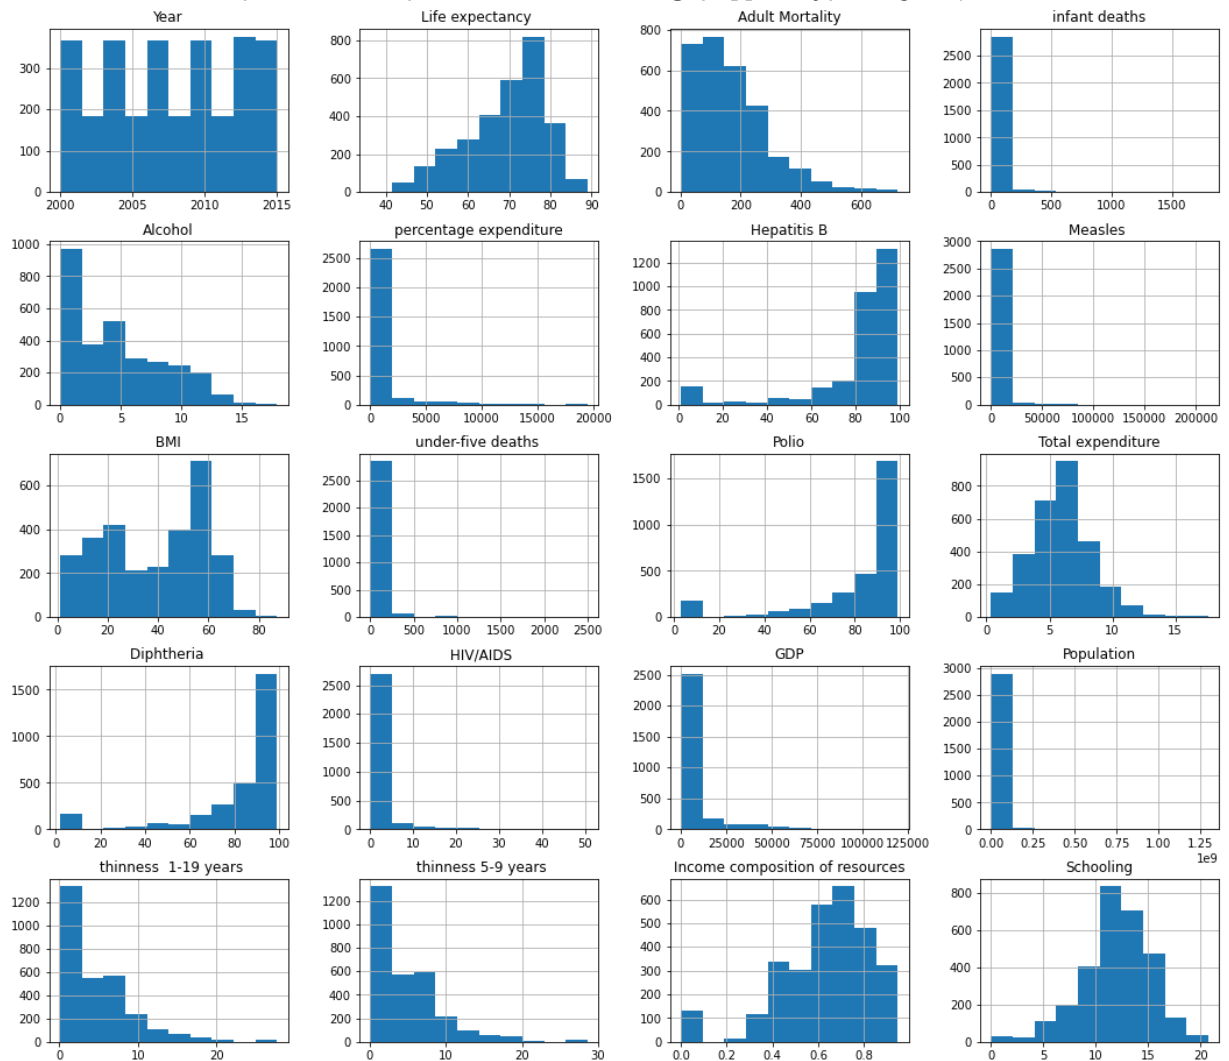 Year
300
200
100
0
2000 2005 2010 2015
Life expectancy
800
600
400
200
0
40 50 60 70 80 90
Adult Mortality
800
600
400
200
0
0 200 400 600
infant deaths
2500
2000
1500
1000
500
0
0 500 1000 1500
Alcohol
1000
800
600
400
200
0
0 5 10 15
percentage expenditure
2500
2000
1500
1000
500
0
0 5000 10000 15000 20000
Hepatitis B
1200
1000
800
600
400
200
0
0 20 40 60 80 100
Measles
3000
2500
2000
1500
1000
500
0
0 50000 100000 150000 200000
BMI
600
400
200
0
0 20 40 60 80
under-five deaths
2500
2000
1500
1000
500
0
0 500 1000 1500 2000 2500
Polio
1500
1000
500
0
0 20 40 60 80 100
Total expenditure
800
600
400
200
0
0 5 10 15
Diphtheria
1500
1000
500
0
0 20 40 60 80 100
HIV/AIDS
2500
2000
1500
1000
500
0
0 10 20 30 40 50
GDP
2500
2000
1500
1000
500
0
0 25000 50000 75000 100000 125000
Population
3000
2500
2000
1500
1000
500
0
0.00 0.25 0.50 0.75 1.00 1.25
1e9
thinness 1-19 years
1200
1000
800
600
400
200
0
0 10 20
thinness 5-9 years
1200
1000
800
600
400
200
0
0 10 20 30
Income composition of resources
600
500
400
300
200
100
0
0.0 0.2 0.4 0.6 0.8
Schooling
800
600
400
200
0
0 5 10 15 20